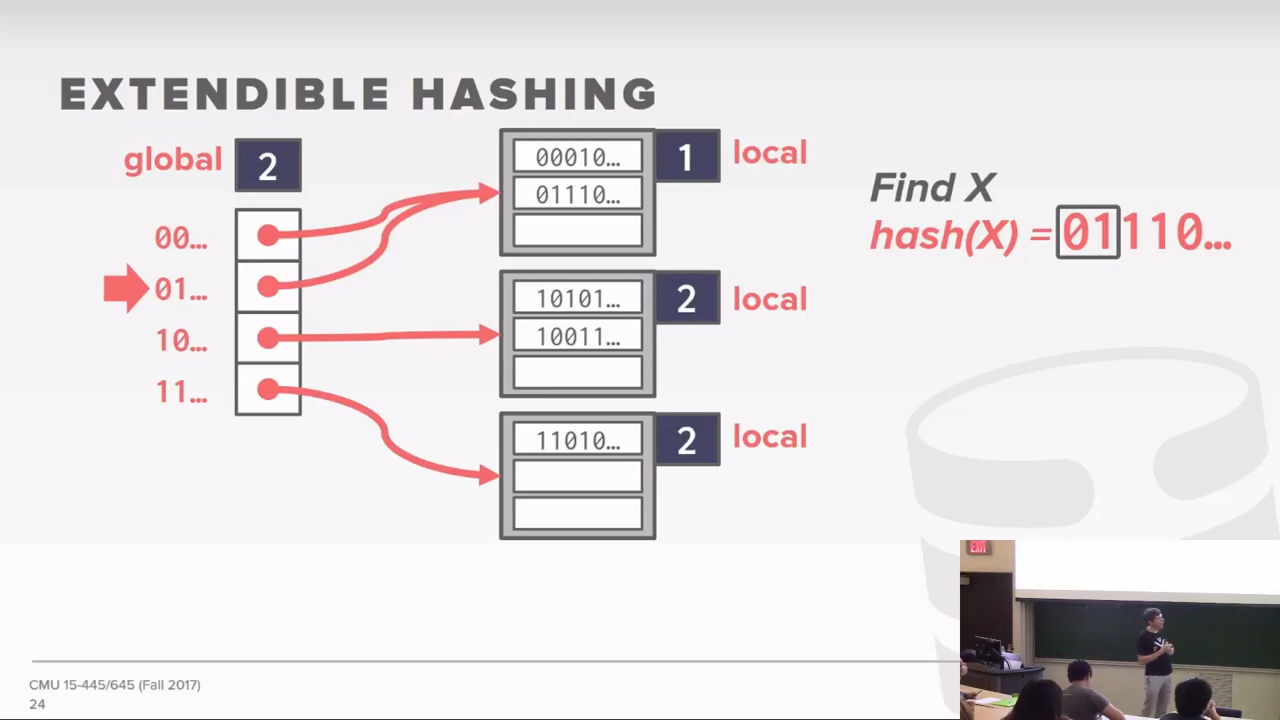 EXTENDIBLE HASHING
global 2
00...
01...
10...
11...
00010...
01110...
1 local
10101...
10011...
2 local
11010...
2 local
Find X
hash(X) = 01110...
EXIT
CMU 15-445/645 (Fall 2017)
24